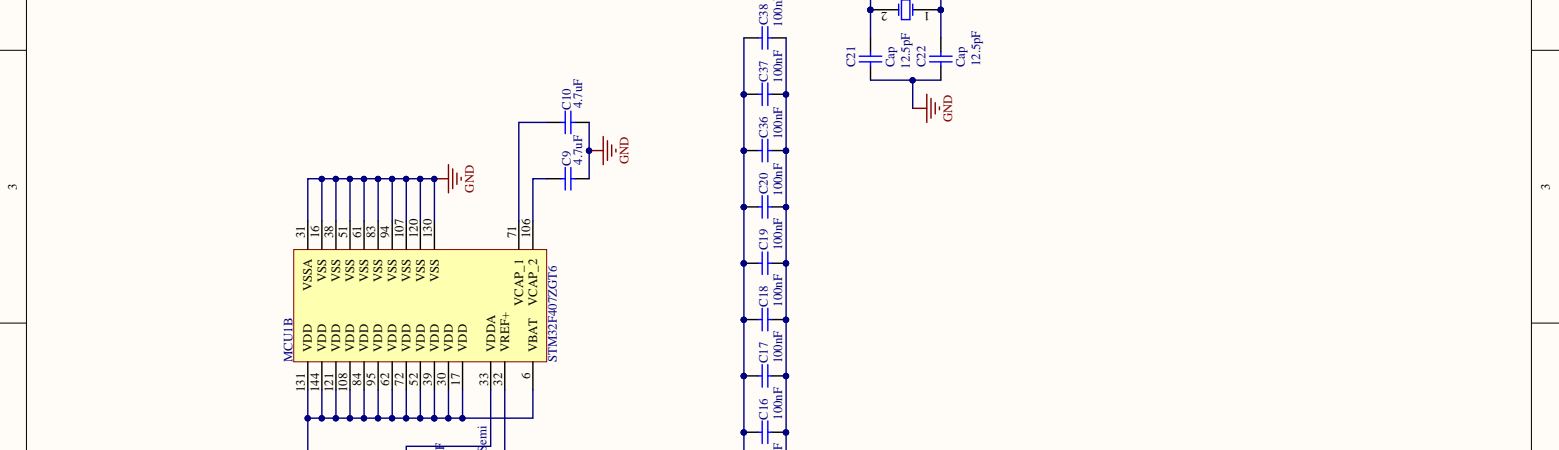 C38
100n
2
1
C21
Cap
12.5pF
C22
Cap
12.5pF
GND
C37
100nF
C10
4.7uF
C36
100nF
C9
4.7uF
GND
3
3
GND
C20
100nF
31
16
38
51
61
83
94
107
120
130
71
106
C19
100nF
VSSA
VSS
VSS
VSS
VSS
VSS
VSS
VSS
VSS
VSS
VCAP_1
VCAP_2
C18
100nF
MCU1B
VDD
VDD
VDD
VDD
VDD
VDD
VDD
VDD
VDD
VDD
VDD
VDD
VDDA
VREF+
VBAT
STM32F407ZGT6
C17
100nF
131
144
121
108
84
95
62
72
52
39
30
17
33
32
6
C16
100nF